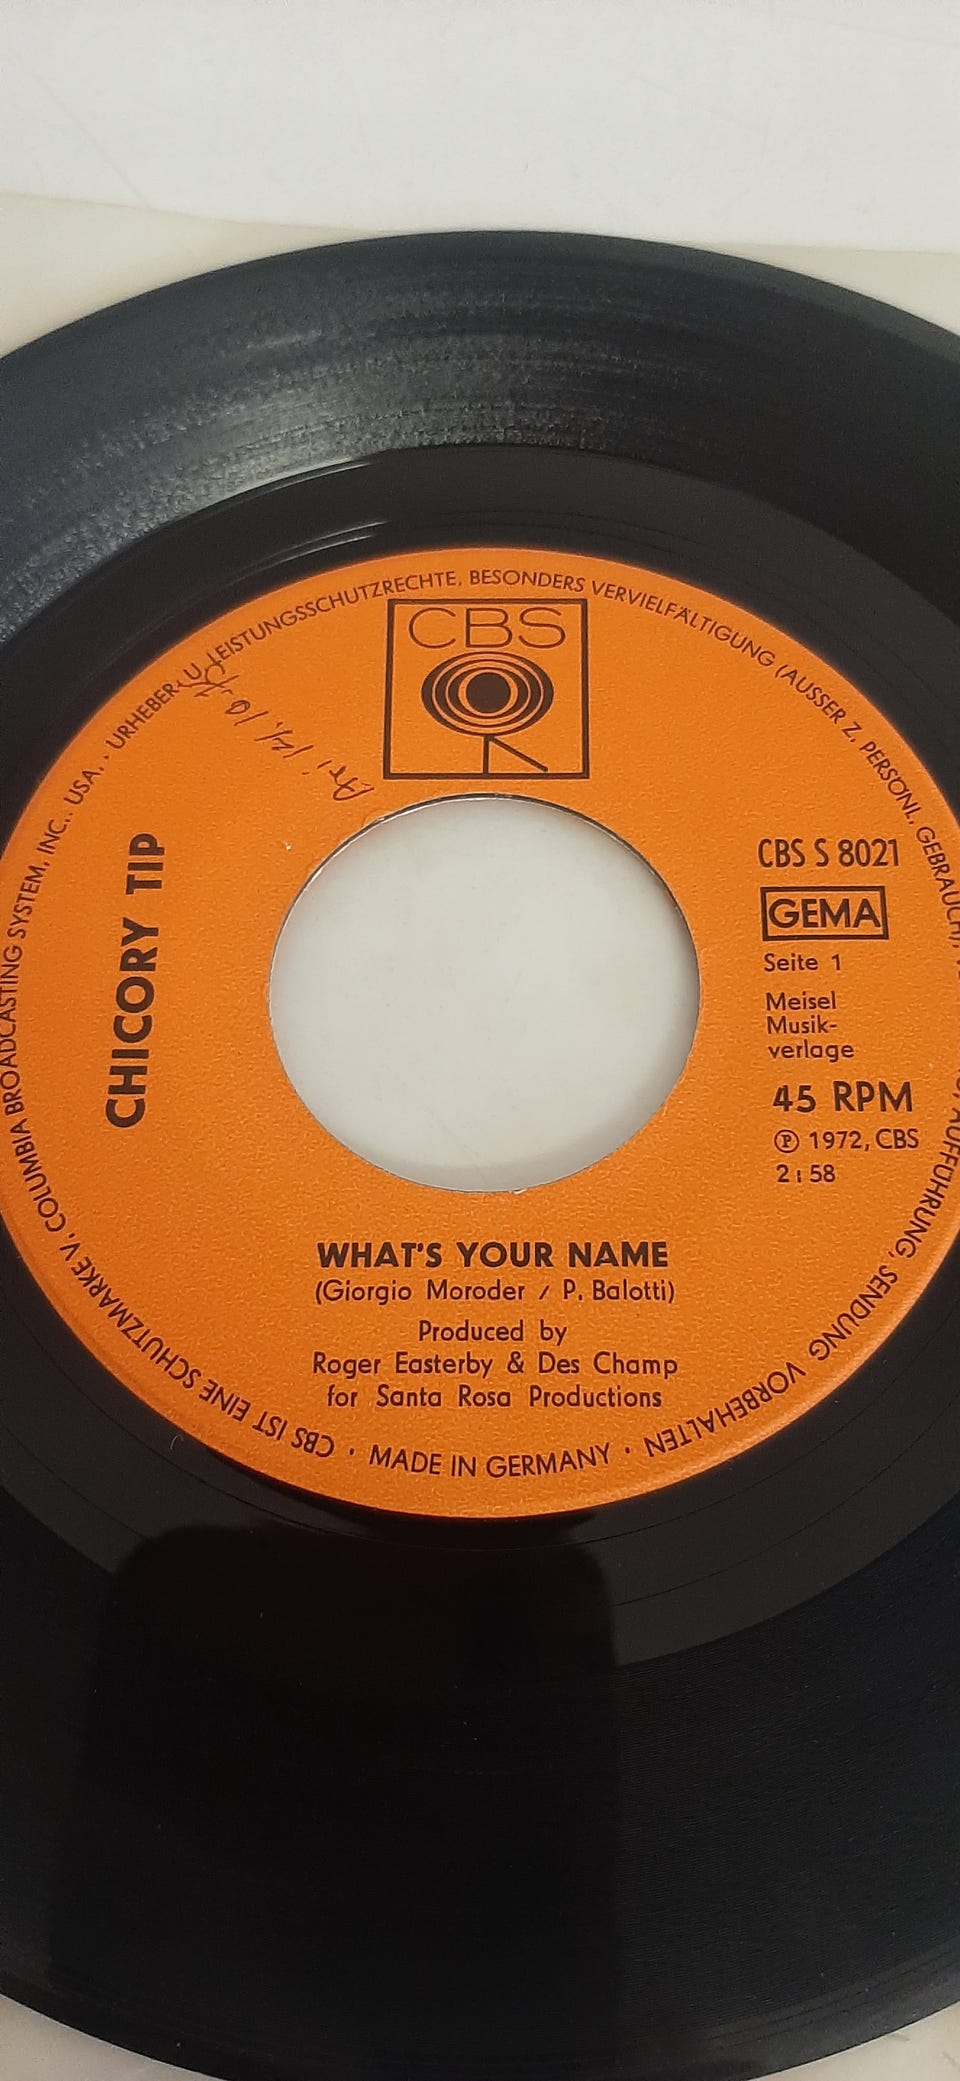 CBS
CHICORY TIP
CBS S 8021
GEMA
Seite 1
Meisel
Musik-
verlage
45 RPM
Ⓟ 1972, CBS
2:58
WHAT'S YOUR NAME
(Giorgio Moroder / P. Balotti)
Produced by
Roger Easterby & Des Champ
for Santa Rosa Productions
CBS IST EINE SCHUTZMARKE V. COLUMBIA BROADCASTING SYSTEM, INC., USA. · URHEBER- U. LEISTUNGSSCHUTZRECHTE, BESONDERS VERVIELFÄLTIGUNG (AUSSER Z. PERSÖNL. GEBRAUCH), AUFFÜHRUNG, SENDUNG VORBEHALTEN · MADE IN GERMANY ·